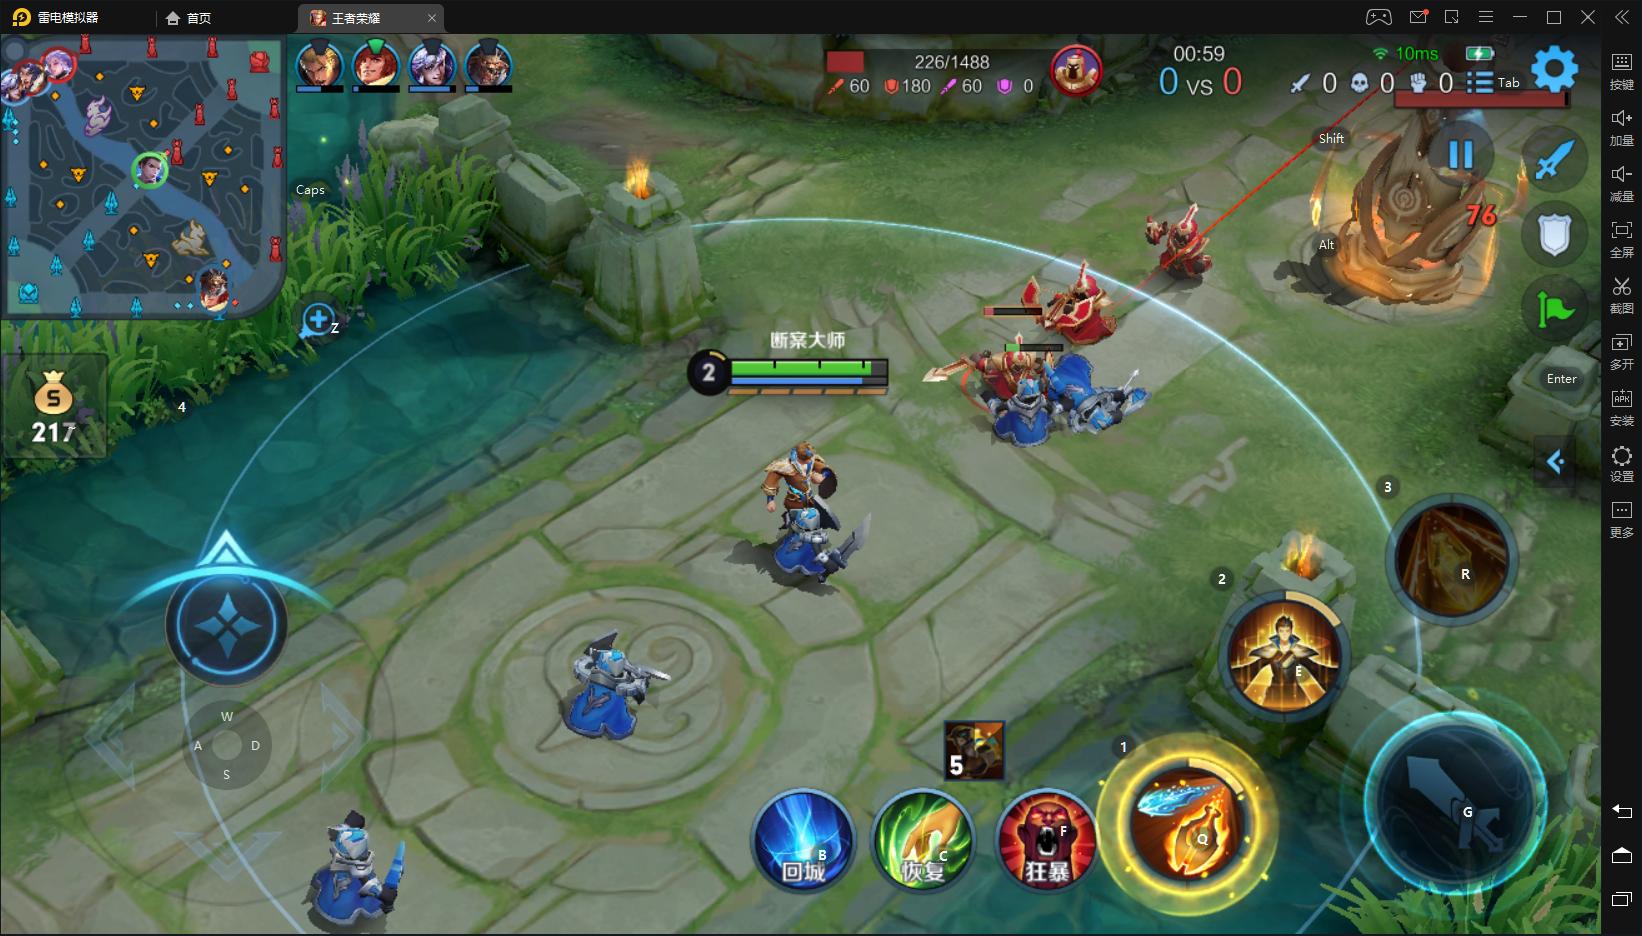 雷电模拟器
首页
王者荣耀
226/1488
60
180
60
0
00:59
0 VS 0
10ms
0
0
0
Tab
按键
加量
减量
全屏
截图
多开
安装
设置
更多
Shift
Caps
Alt
76
Z
Enter
断案大师
2
217
4
3
R
2
E
W
A
D
S
5
1
B
回城
C
恢复
F
狂暴
Q
G
APK